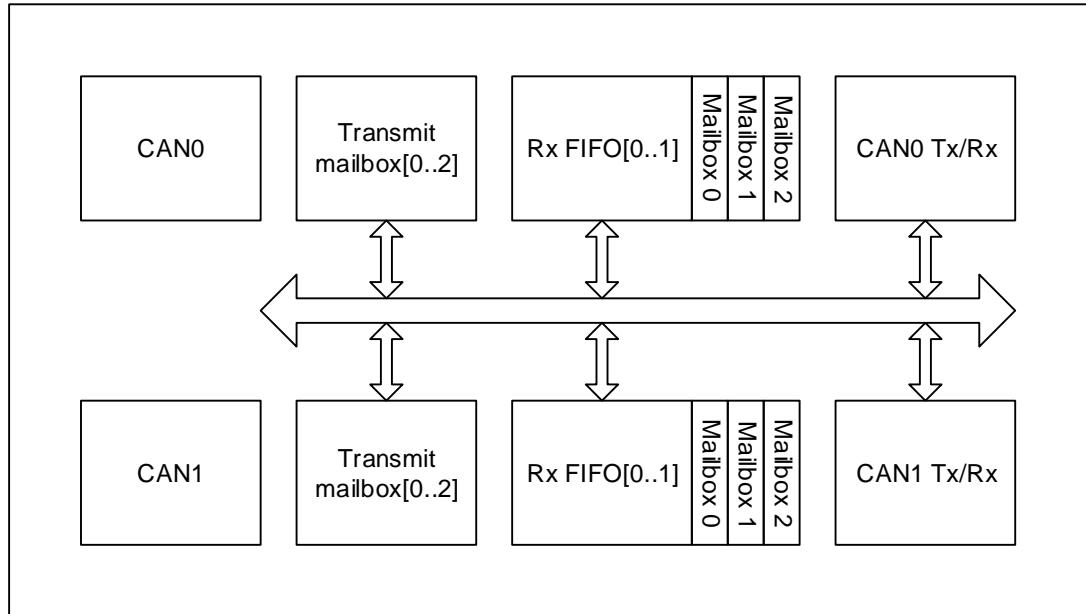 CAN0
Transmit
mailbox[0..2]
Rx FIFO[0..1]
Mailbox 0
Mailbox 1
Mailbox 2
CAN0 Tx/Rx
CAN1
Transmit
mailbox[0..2]
Rx FIFO[0..1]
Mailbox 0
Mailbox 1
Mailbox 2
CAN1 Tx/Rx